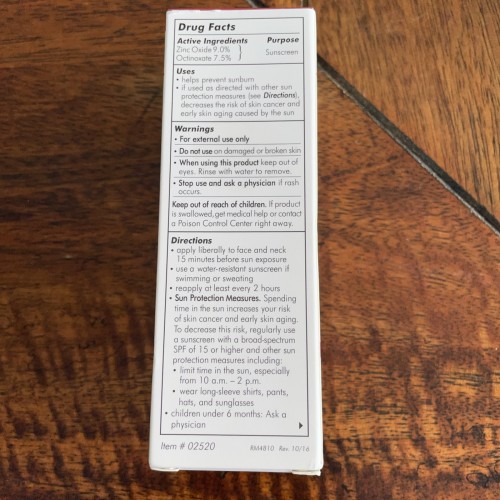 Drug Facts
Active Ingredients Purpose
Zinc Oxide 9.0%
Octinoxate 7.5% } Sunscreen
Uses
• helps prevent sunburn
• if used as directed with other sun
protection measures (see Directions),
decreases the risk of skin cancer and
early skin aging caused by the sun
Warnings
• For external use only
• Do not use on damaged or broken skin
• When using this product keep out of
eyes. Rinse with water to remove.
• Stop use and ask a physician if rash
occurs.
Keep out of reach of children. If product
is swallowed, get medical help or contact
a Poison Control Center right away.
Directions
• apply liberally to face and neck
15 minutes before sun exposure
• use a water-resistant sunscreen if
swimming or sweating
• reapply at least every 2 hours
• Sun Protection Measures. Spending
time in the sun increases your risk
of skin cancer and early skin aging.
To decrease this risk, regularly use
a sunscreen with a broad-spectrum
SPF of 15 or higher and other sun
protection measures including:
• limit time in the sun, especially
from 10 a.m. – 2 p.m.
• wear long-sleeve shirts, pants,
hats, and sunglasses
• children under 6 months: Ask a
physician
Item # 02520 RM4810 Rev. 10/16